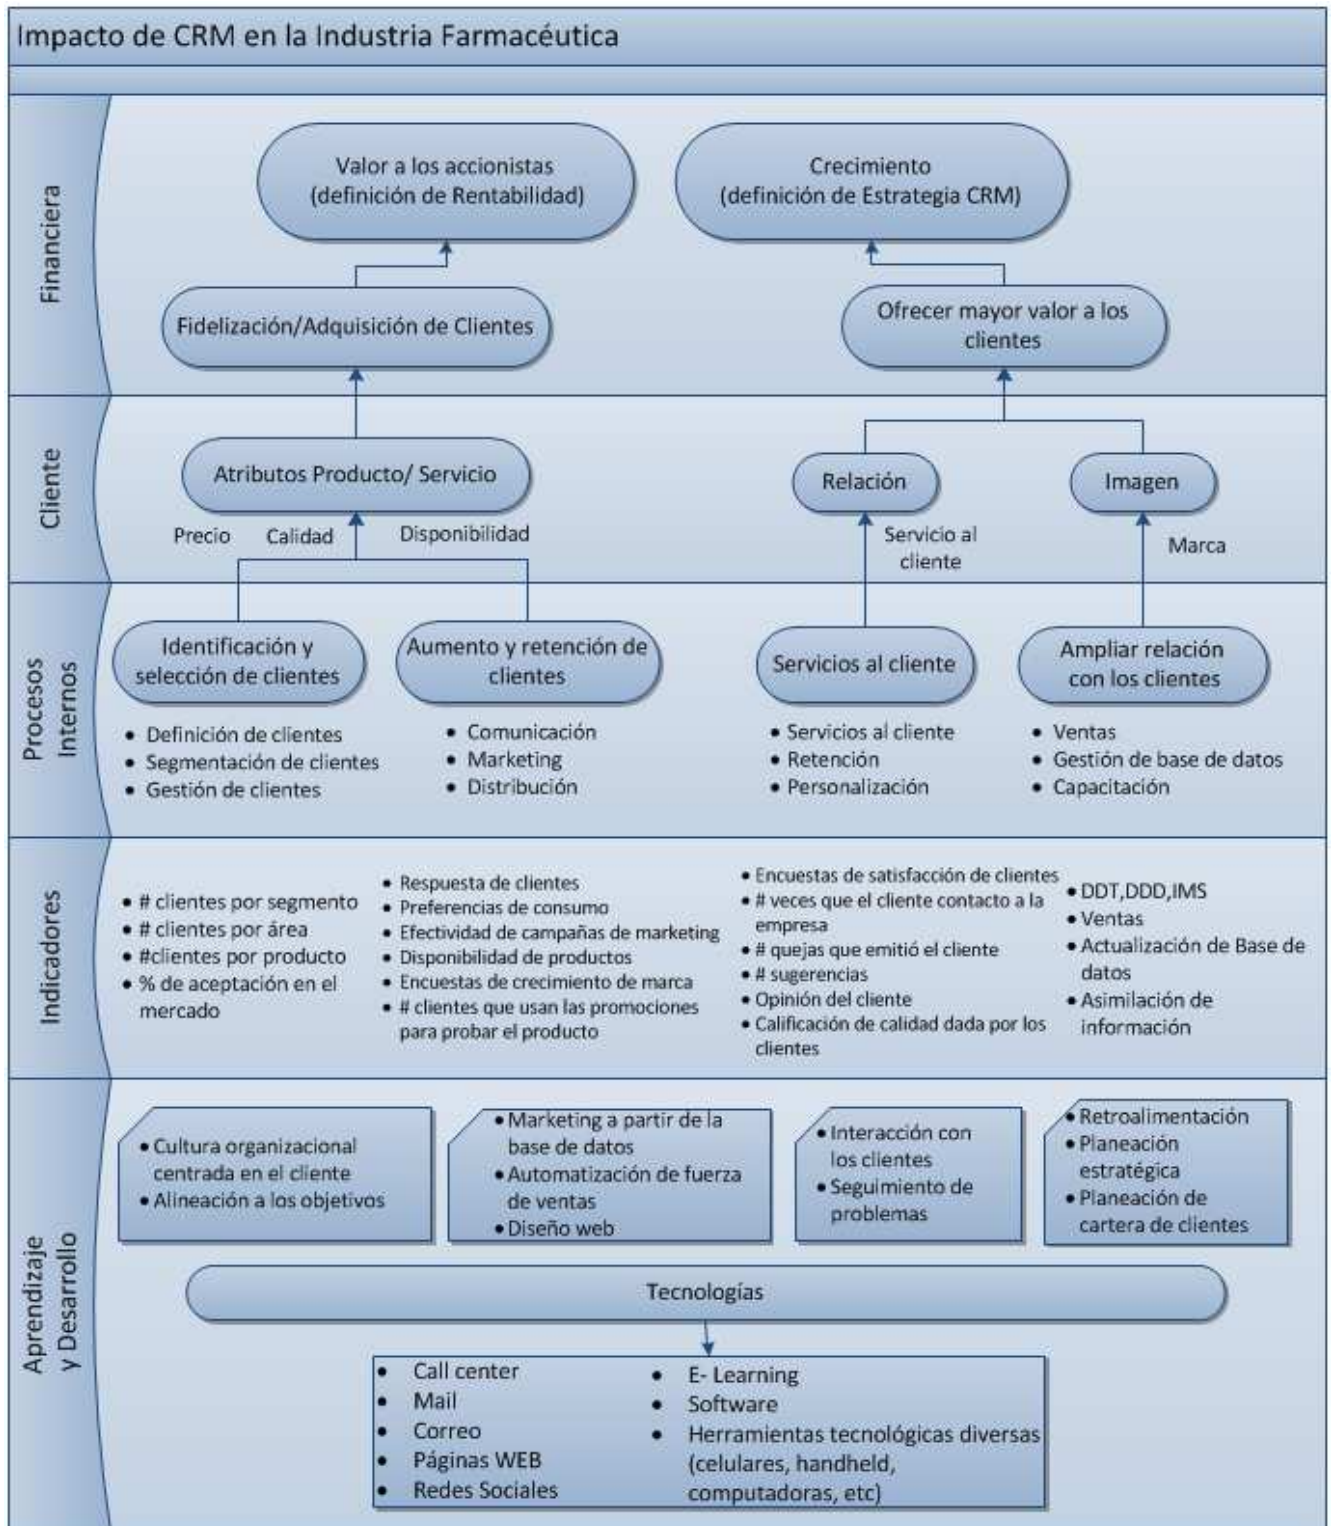 Impacto de CRM en la Industria Farmacéutica
Financiera
Valor a los accionistas
(definición de Rentabilidad)
Crecimiento
(definición de Estrategia CRM)
Fidelización/Adquisición de Clientes
Ofrecer mayor valor a los
clientes
Cliente
Atributos Producto/ Servicio
Relación
Imagen
Precio
Calidad
Disponibilidad
Servicio al
cliente
Marca
Procesos
Internos
Identificación y
selección de clientes
Aumento y retención de
clientes
Servicios al cliente
Ampliar relación
con los clientes
• Definición de clientes
• Segmentación de clientes
• Gestión de clientes
• Comunicación
• Marketing
• Distribución
• Servicios al cliente
• Retención
• Personalización
• Ventas
• Gestión de base de datos
• Capacitación
Indicadores
• # clientes por segmento
• # clientes por área
• #clientes por producto
• % de aceptación en el
mercado
• Respuesta de clientes
• Preferencias de consumo
• Efectividad de campañas de marketing
• Disponibilidad de productos
• Encuestas de crecimiento de marca
• # clientes que usan las promociones
para probar el producto
• Encuestas de satisfacción de clientes
• # veces que el cliente contacto a la
empresa
• # quejas que emitió el cliente
• # sugerencias
• Opinión del cliente
• Calificación de calidad dada por los
clientes
• DDT,DDD,IMS
• Ventas
• Actualización de Base de
datos
• Asimilación de
información
Aprendizaje
y Desarrollo
• Cultura organizacional
centrada en el cliente
• Alineación a los objetivos
• Marketing a partir de la
base de datos
• Automatización de fuerza
de ventas
• Diseño web
• Interacción con
los clientes
• Seguimiento de
problemas
• Retroalimentación
• Planeación
estratégica
• Planeación de
cartera de clientes
Tecnologías
• Call center
• Mail
• Correo
• Páginas WEB
• Redes Sociales
• E- Learning
• Software
• Herramientas tecnológicas diversas
(celulares, handheld,
computadoras, etc)